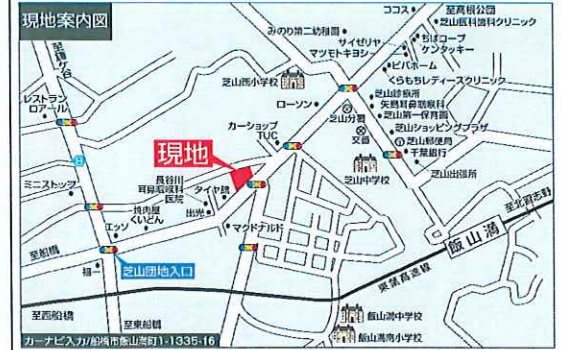 現地案内図
ココス
至高根公団
芝山医科歯科クリニック
みのり第二幼稚園
サイゼリヤ
マツモトキヨシ
ちばコープ
ケンタッキー
ビバホーム
くらもちレディースクリニック
至鎌ヶ谷
レストラン
ロアール
芝山西小学校
ローソン
芝山診療所
矢島耳鼻咽喉科
芝山第一保育園
芝山分署
交番
芝山ショッピングプラザ
芝山郵便局
千葉銀行
カーショップ
TUC
現地
芝山中学校
芝山出張所
ミニストップ
長谷川
耳鼻咽喉科
医院
タイヤ館
出光
焼肉屋
くいどん
エッソ
マクドナルド
至北習志野
飯山満
至船橋
芝山団地入口
東葉高速線
至西船橋
至東船橋
飯山満中学校
飯山満南小学校
カーナビ入力/船橋市飯山満町1-1335-16